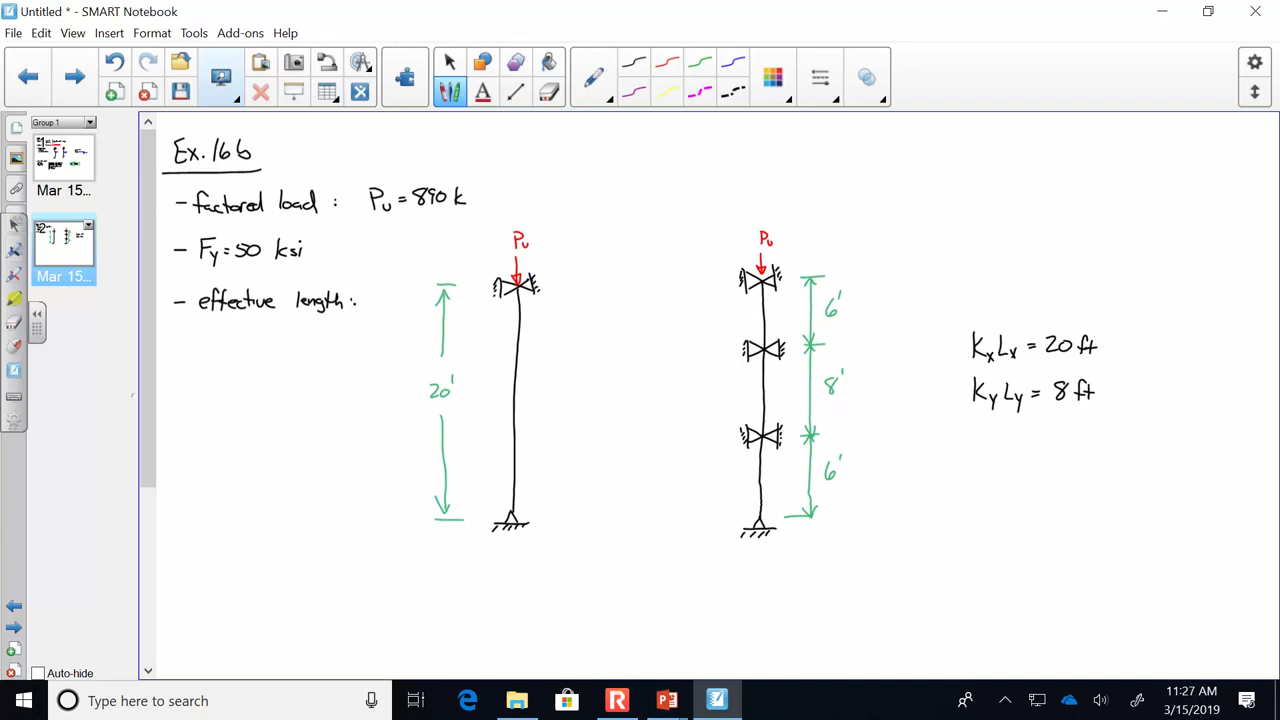 Untitled * - SMART Notebook
File Edit View Insert Format Tools Add-ons Help
Group 1
Mar 15...
2
Mar 15...
Auto-hide
Ex. 16b
- factored load : Pu = 890 k
- Fy = 50 ksi
- effective length :
Pu
20'
Pu
6'
8'
6'
KxLx = 20 ft
KyLy = 8 ft
Type here to search
11:27 AM
3/15/2019